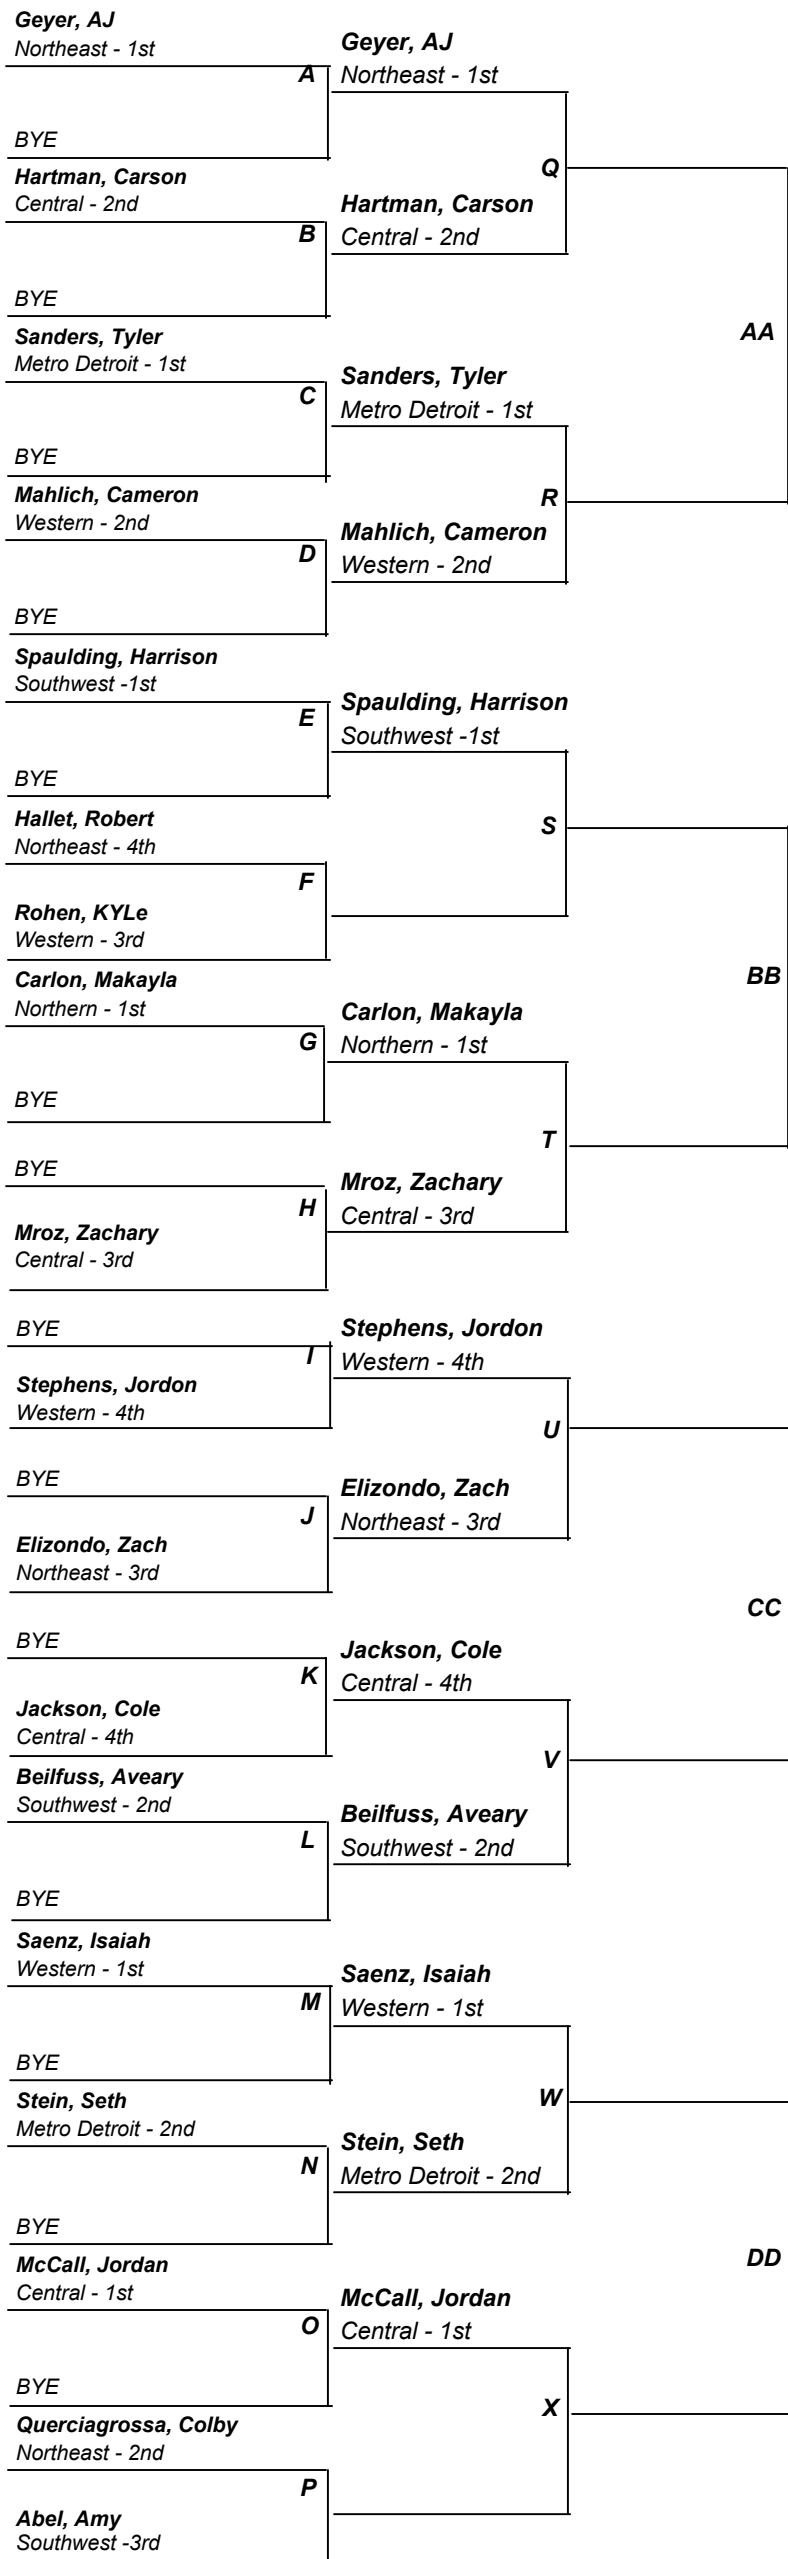 Geyer, AJ
Northeast - 1st
A
BYE
Hartman, Carson
Central - 2nd
B
BYE
Sanders, Tyler
Metro Detroit - 1st
C
BYE
Mahlich, Cameron
Western - 2nd
D
BYE
Spaulding, Harrison
Southwest -1st
E
BYE
Hallet, Robert
Northeast - 4th
F
Rohen, KYLe
Western - 3rd
Carlon, Makayla
Northern - 1st
G
BYE
BYE
H
Mroz, Zachary
Central - 3rd
BYE
I
Stephens, Jordon
Western - 4th
BYE
J
Elizondo, Zach
Northeast - 3rd
BYE
K
Jackson, Cole
Central - 4th
Beilfuss, Aveary
Southwest - 2nd
L
BYE
Saenz, Isaiah
Western - 1st
M
BYE
Stein, Seth
Metro Detroit - 2nd
N
BYE
McCall, Jordan
Central - 1st
O
BYE
Querciagrossa, Colby
Northeast - 2nd
P
Abel, Amy
Southwest -3rd
Geyer, AJ
Northeast - 1st
Q
Hartman, Carson
Central - 2nd
Sanders, Tyler
Metro Detroit - 1st
R
Mahlich, Cameron
Western - 2nd
Spaulding, Harrison
Southwest -1st
S
Carlon, Makayla
Northern - 1st
T
Mroz, Zachary
Central - 3rd
Stephens, Jordon
Western - 4th
U
Elizondo, Zach
Northeast - 3rd
Jackson, Cole
Central - 4th
V
Beilfuss, Aveary
Southwest - 2nd
Saenz, Isaiah
Western - 1st
W
Stein, Seth
Metro Detroit - 2nd
McCall, Jordan
Central - 1st
X
AA
BB
CC
DD